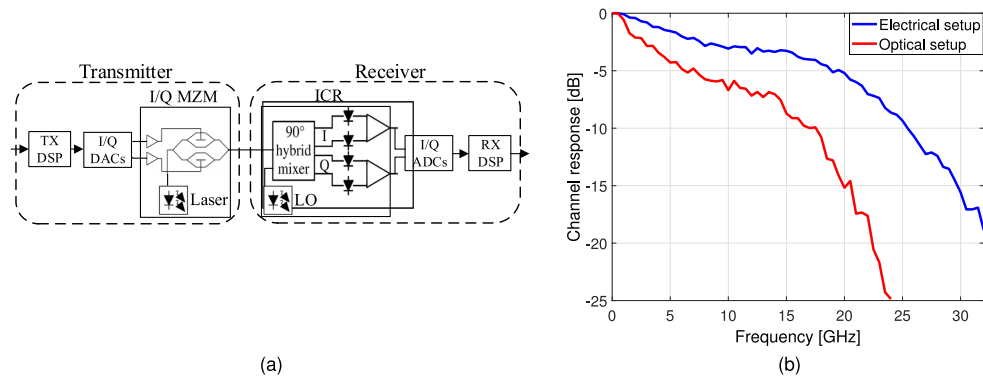 Transmitter
Receiver
I/Q MZM
ICR
TX
DSP
I/Q
DACs
Laser
90°
hybrid
mixer
I
Q
LO
I/Q
ADCs
RX
DSP
(a)
Electrical setup
Optical setup
Channel response [dB]
0
-5
-10
-15
-20
-25
0 5 10 15 20 25 30
Frequency [GHz]
(b)